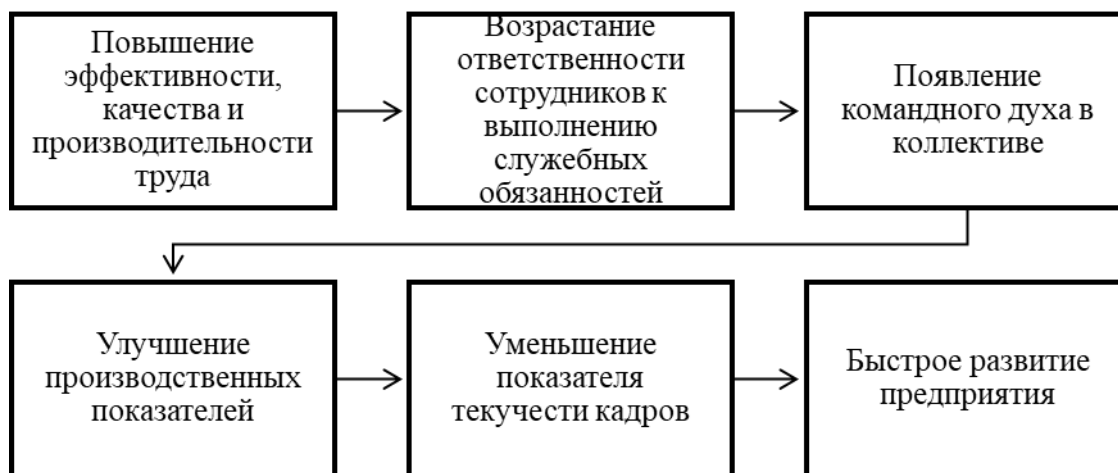 Повышение
эффективности,
качества и
производительности
труда
Возрастание
ответственности
сотрудников к
выполнению
служебных
обязанностей
Появление
командного духа в
коллективе
Улучшение
производственных
показателей
Уменьшение
показателя
текучести кадров
Быстрое развитие
предприятия